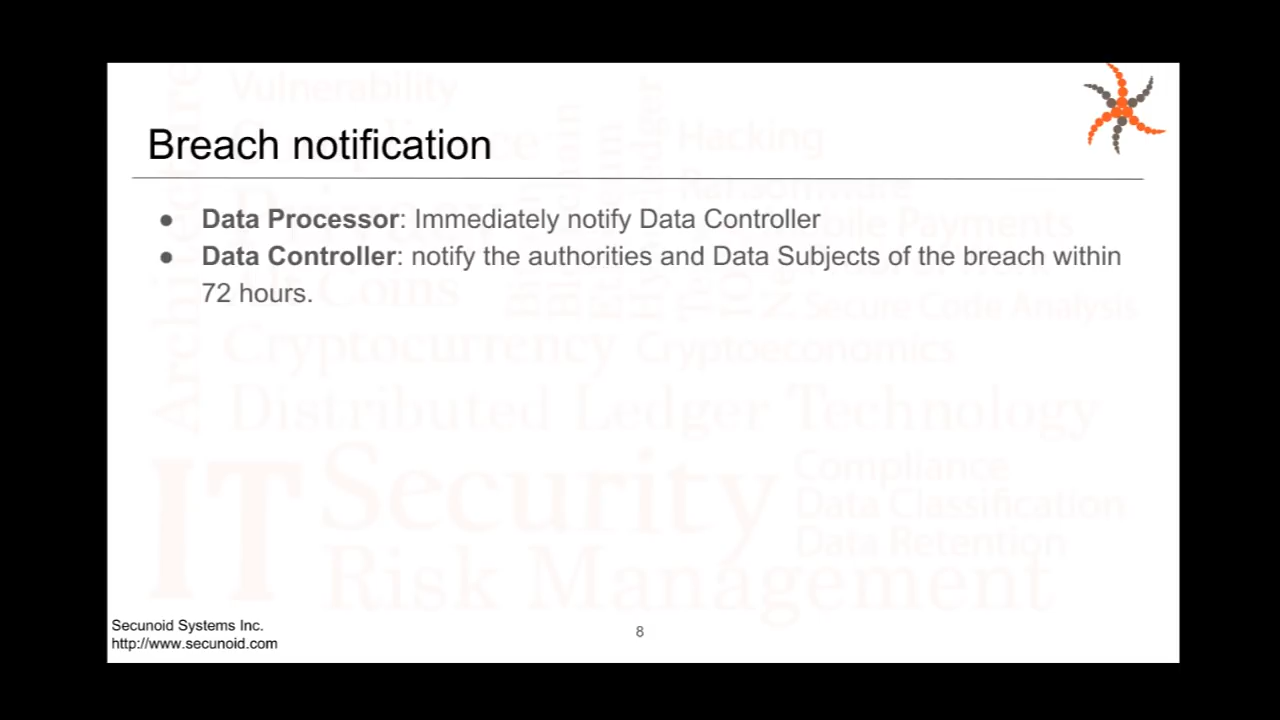 Vulnerability
Hacking
Breach notification
Ransomware
● Data Processor: Immediately notify Data Controller
Mobile Payments
● Data Controller: notify the authorities and Data Subjects of the breach within
72 hours.
Coins
Secure Code Analysis
Architecture
Cryptocurrency
Cryptoeconomics
Distributed Ledger Technology
IT
Security
Compliance
Data Classification
Data Retention
Risk Management
Secunoid Systems Inc.
http://www.secunoid.com
8